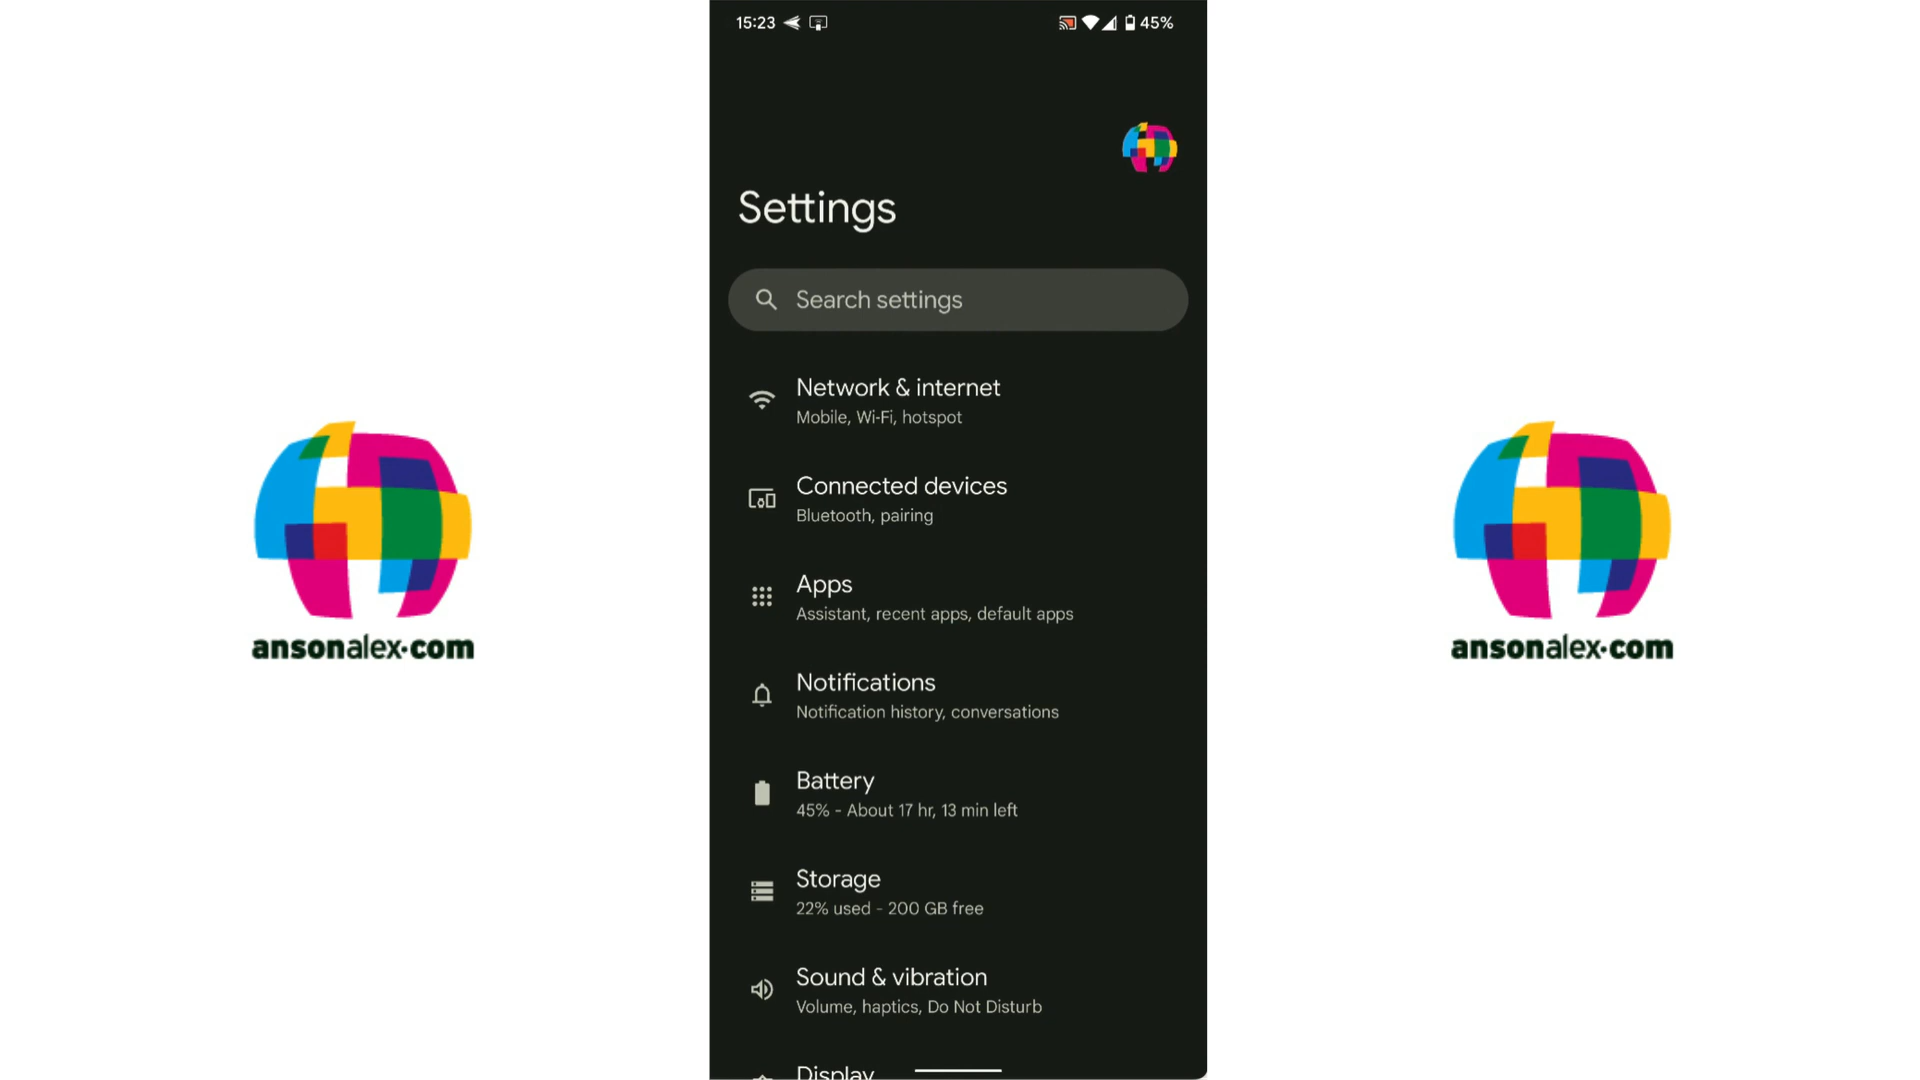 15:23
45%
Settings
Search settings
Network & internet
Mobile, Wi-Fi, hotspot
Connected devices
Bluetooth, pairing
Apps
Assistant, recent apps, default apps
Notifications
Notification history, conversations
Battery
45% - About 17 hr, 13 min left
Storage
22% used - 200 GB free
Sound & vibration
Volume, haptics, Do Not Disturb
Display
ansonalex.com
ansonalex.com